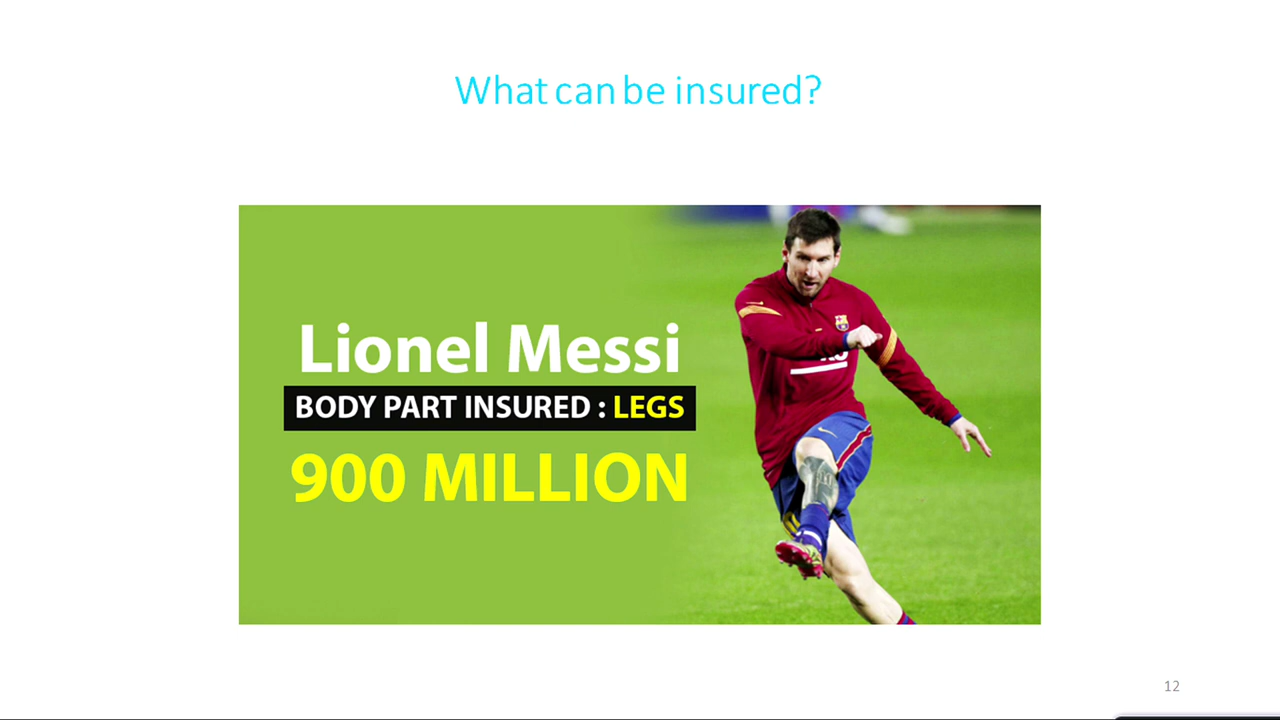 What can be insured?
Lionel Messi
BODY PART INSURED : LEGS
900 MILLION
12